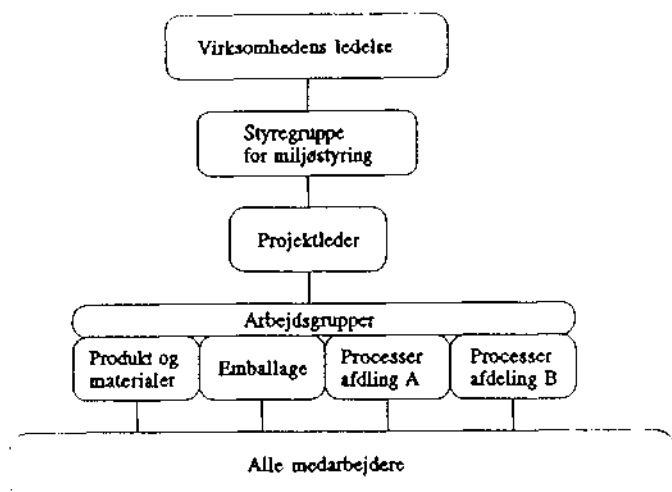 Virksomhedens ledelse
Styregruppe
for miljøstyring
Projektleder
Arbejdsgrupper
Produkt og
materialer
Emballage
Processer
afdling A
Processer
afdeling B
Alle medarbejdere